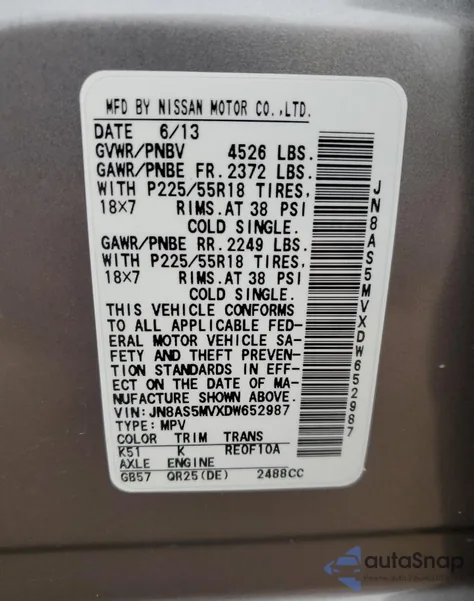 MFD BY NISSAN MOTOR CO.,LTD.
DATE 6/13
GVWR/PNBV 4526 LBS.
GAWR/PNBE FR. 2372 LBS.
WITH P225/55R18 TIRES,
18X7 RIMS.AT 38 PSI
COLD SINGLE.
GAWR/PNBE RR. 2249 LBS.
WITH P225/55R18 TIRES,
18X7 RIMS.AT 38 PSI
COLD SINGLE.
THIS VEHICLE CONFORMS
TO ALL APPLICABLE FED-
ERAL MOTOR VEHICLE SA-
FETY AND THEFT PREVEN-
TION STANDARDS IN EFF-
ECT ON THE DATE OF MA-
NUFACTURE SHOWN ABOVE.
VIN: JN8AS5MVXDW652987
TYPE: MPV
COLOR TRIM TRANS
K51 K RE0F10A
AXLE ENGINE
GB57 QR25(DE) 2488CC
JN8AS5MVXDW652987
autaSnap